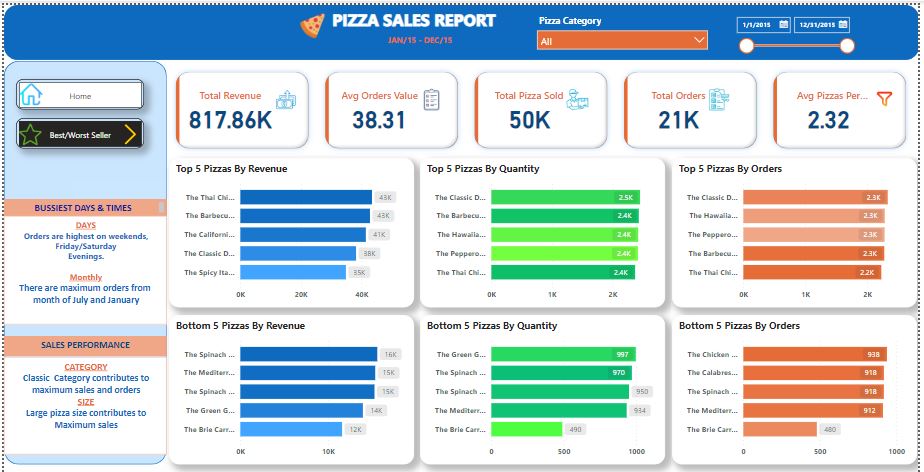 PIZZA SALES REPORT
JAN/15 - DEC/15
Pizza Category
All
1/1/2015
12/31/2015
Home
Best/Worst Seller
BUSSIEST DAYS & TIMES
DAYS
Orders are highest on weekends,
Friday/Saturday
Evenings.
Monthly
There are maximum orders from
month of July and January
SALES PERFORMANCE
CATEGORY
Classic Category contributes to
maximum sales and orders
SIZE
Large pizza size contributes to
Maximum sales
Total Revenue
817.86K
Avg Orders Value
38.31
Total Pizza Sold
50K
Total Orders
21K
Avg Pizzas Per...
2.32
Top 5 Pizzas By Revenue
The Thai Chi... 43K
The Barbecu... 43K
The Californi... 41K
The Classic D... 38K
The Spicy Ita... 35K
0K 20K 40K
Top 5 Pizzas By Quantity
The Classic D... 2.5K
The Barbecu... 2.4K
The Hawaiia... 2.4K
The Peppero... 2.4K
The Thai Chi... 2.4K
0K 1K 2K
Top 5 Pizzas By Orders
The Classic D... 2.3K
The Hawaiia... 2.3K
The Peppero... 2.3K
The Barbecu... 2.3K
The Thai Chi... 2.2K
0K 1K 2K
Bottom 5 Pizzas By Revenue
The Spinach ... 16K
The Mediterr... 15K
The Spinach ... 15K
The Green G... 14K
The Brie Carr... 12K
0K 10K
Bottom 5 Pizzas By Quantity
The Green G... 997
The Spinach ... 970
The Spinach ... 950
The Mediterr... 934
The Brie Carr... 490
0 500 1000
Bottom 5 Pizzas By Orders
The Chicken ... 938
The Calabres... 918
The Spinach ... 918
The Mediterr... 912
The Brie Carr... 480
0 500 1000